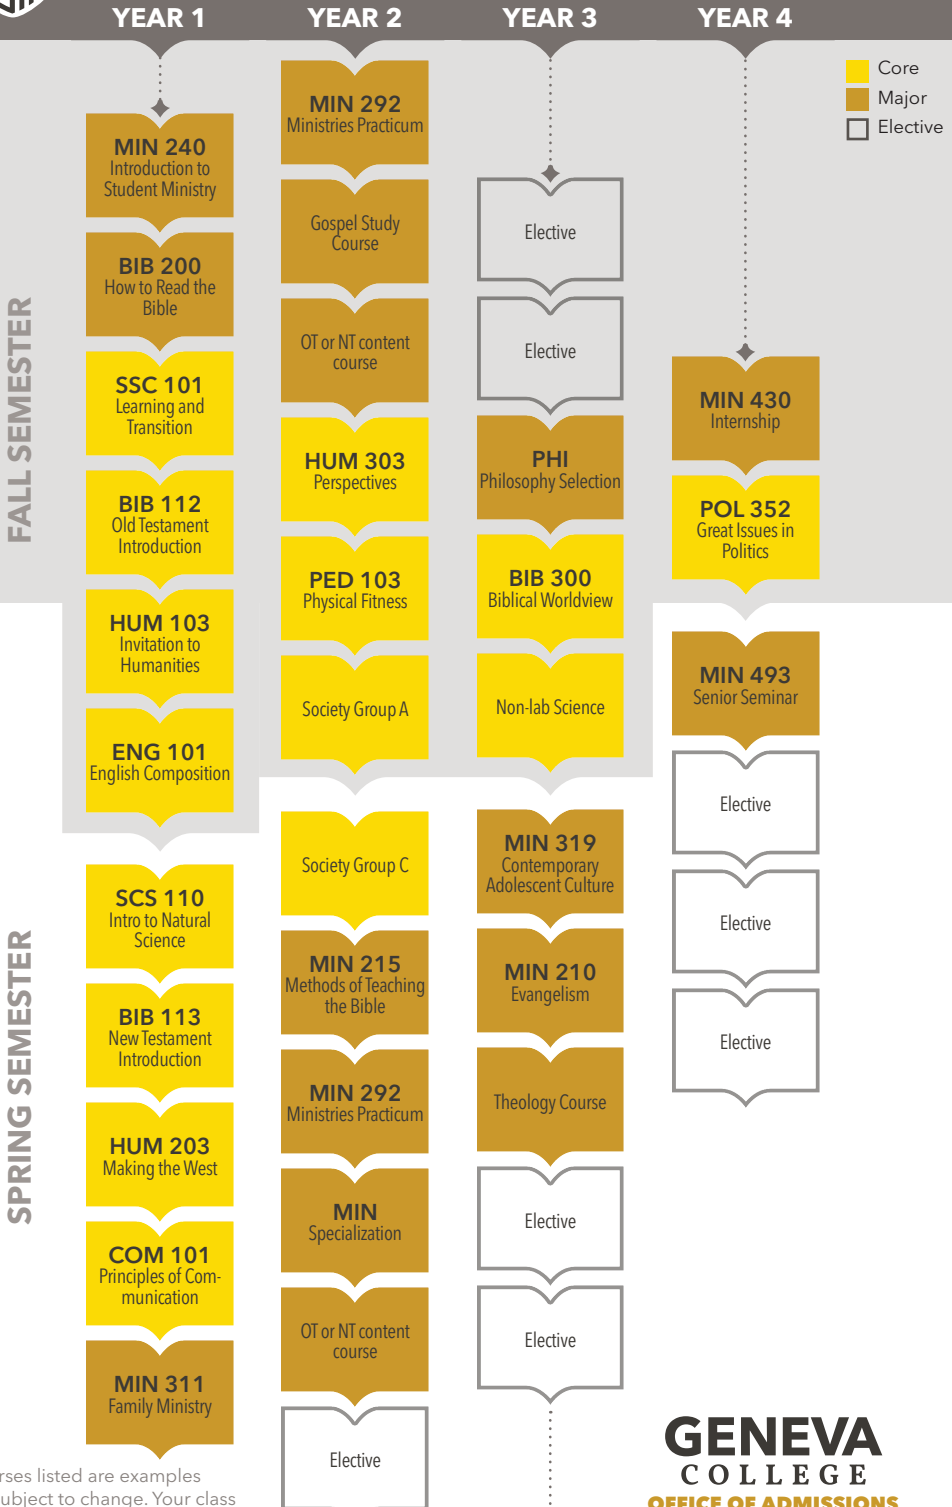 YEAR 1
YEAR 2
YEAR 3
YEAR 4
Core
Major
Elective
FALL SEMESTER
MIN 240
Introduction to
Student Ministry
BIB 200
How to Read the
Bible
SSC 101
Learning and
Transition
BIB 112
Old Testament
Introduction
HUM 103
Invitation to
Humanities
ENG 101
English Composition
MIN 292
Ministries Practicum
Gospel Study
Course
OT or NT content
course
HUM 303
Perspectives
PED 103
Physical Fitness
Society Group A
Elective
Elective
PHI
Philosophy Selection
BIB 300
Biblical Worldview
Non-lab Science
MIN 430
Internship
POL 352
Great Issues in
Politics
SPRING SEMESTER
SCS 110
Intro to Natural
Science
BIB 113
New Testament
Introduction
HUM 203
Making the West
COM 101
Principles of Com-
munication
MIN 311
Family Ministry
Society Group C
MIN 215
Methods of Teaching
the Bible
MIN 292
Ministries Practicum
MIN
Specialization
OT or NT content
course
Elective
MIN 319
Contemporary
Adolescent Culture
MIN 210
Evangelism
Theology Course
Elective
Elective
MIN 493
Senior Seminar
Elective
Elective
Elective
listed are examples
subject to change. Your class
GENEVA
COLLEGE
OFFICE OF ADMISSIONS